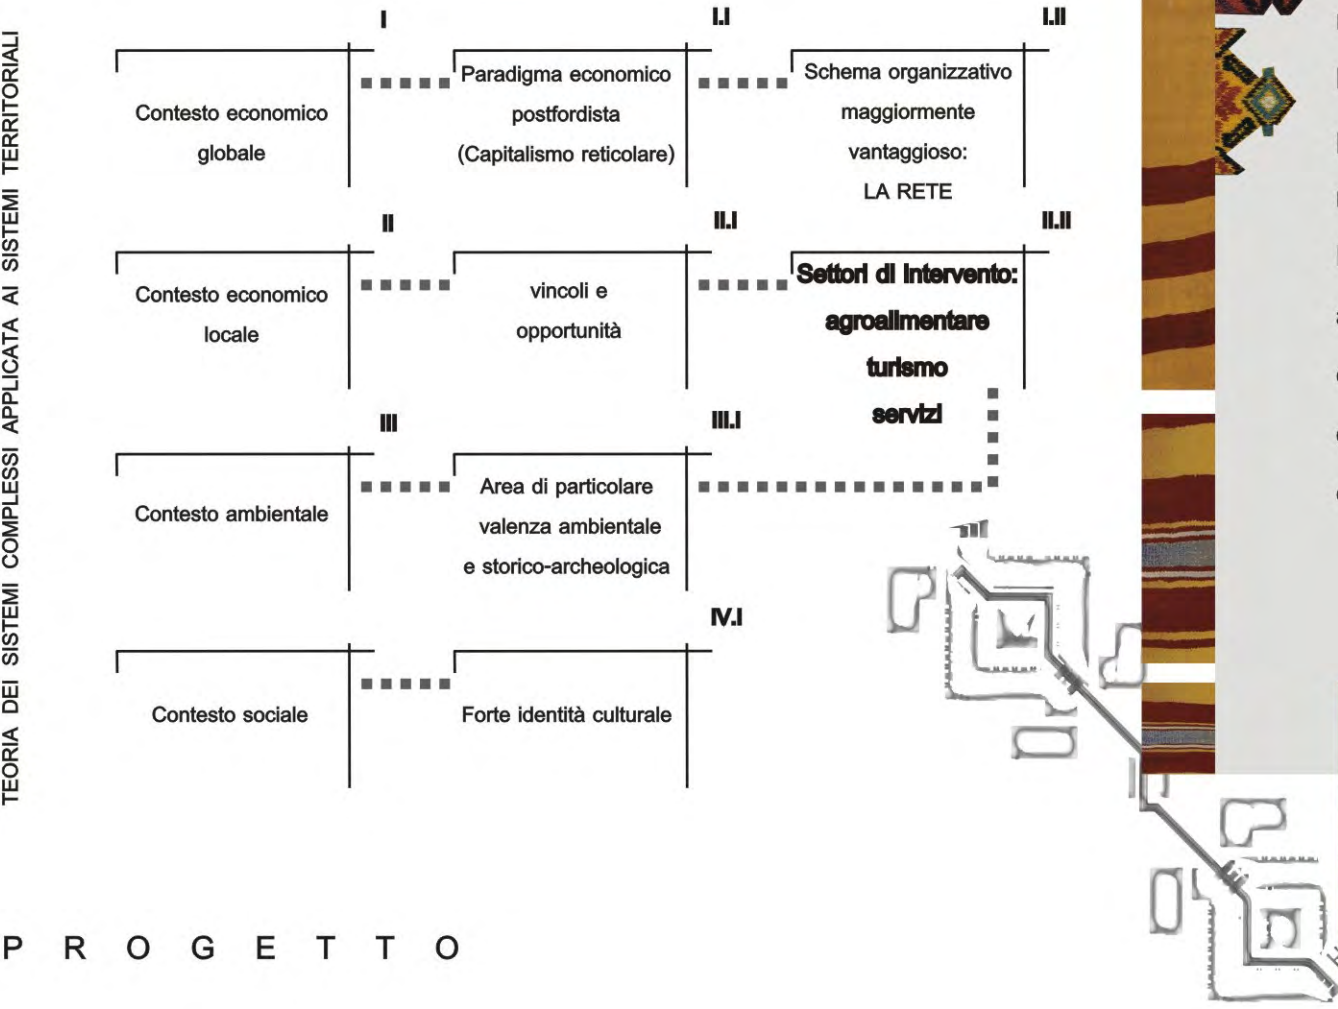 TEORIA DEI SISTEMI COMPLESSI APPLICATA AI SISTEMI TERRITORIALI
I
Contesto economico
globale
I.I
Paradigma economico
postfordista
(Capitalismo reticolare)
I.II
Schema organizzativo
maggiormente
vantaggioso:
LA RETE
II
Contesto economico
locale
II.I
vincoli e
opportunità
II.II
Settori di intervento:
agroalimentare
turismo
servizi
III
Contesto ambientale
III.I
Area di particolare
valenza ambientale
e storico-archeologica
Contesto sociale
IV.I
Forte identità culturale
P R O G E T T O